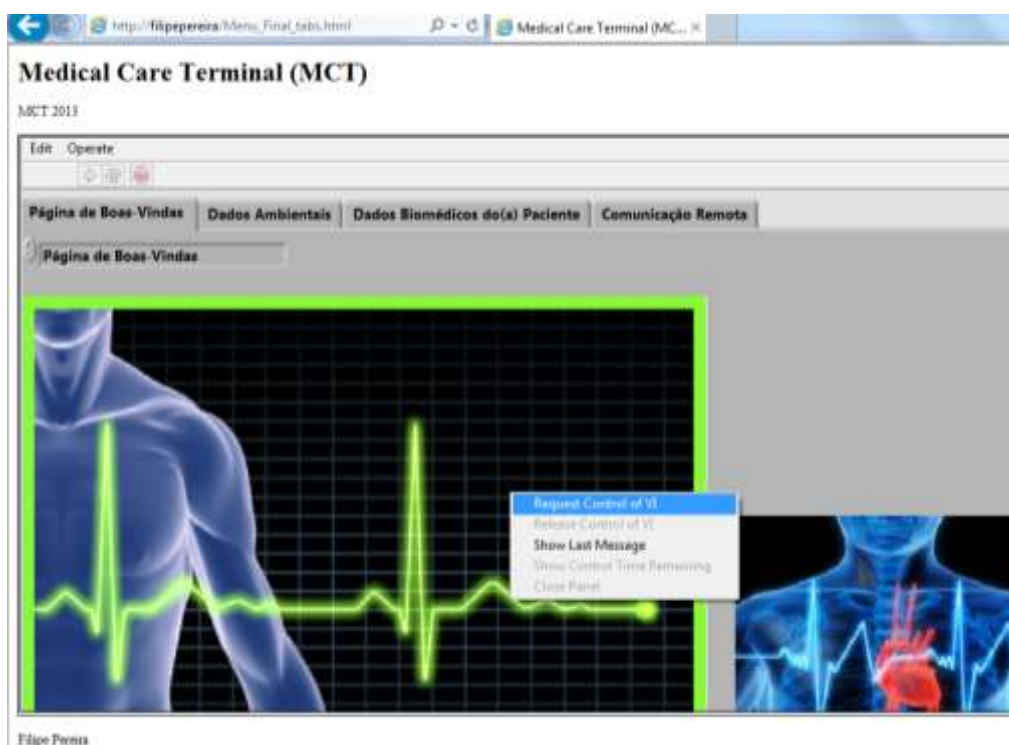 http://filipepereira/Menu_Final_tabs.html
Medical Care Terminal (MC...
Medical Care Terminal (MCT)
MCT 2013
Edit Operate
Página de Boas-Vindas Dados Ambientais Dados Biomédicos do(a) Paciente Comunicação Remota
Página de Boas-Vindas
Request Control of VI
Release Control of VI
Show Last Message
Show Control Time Remaining
Close Panel
Filipe Pereira